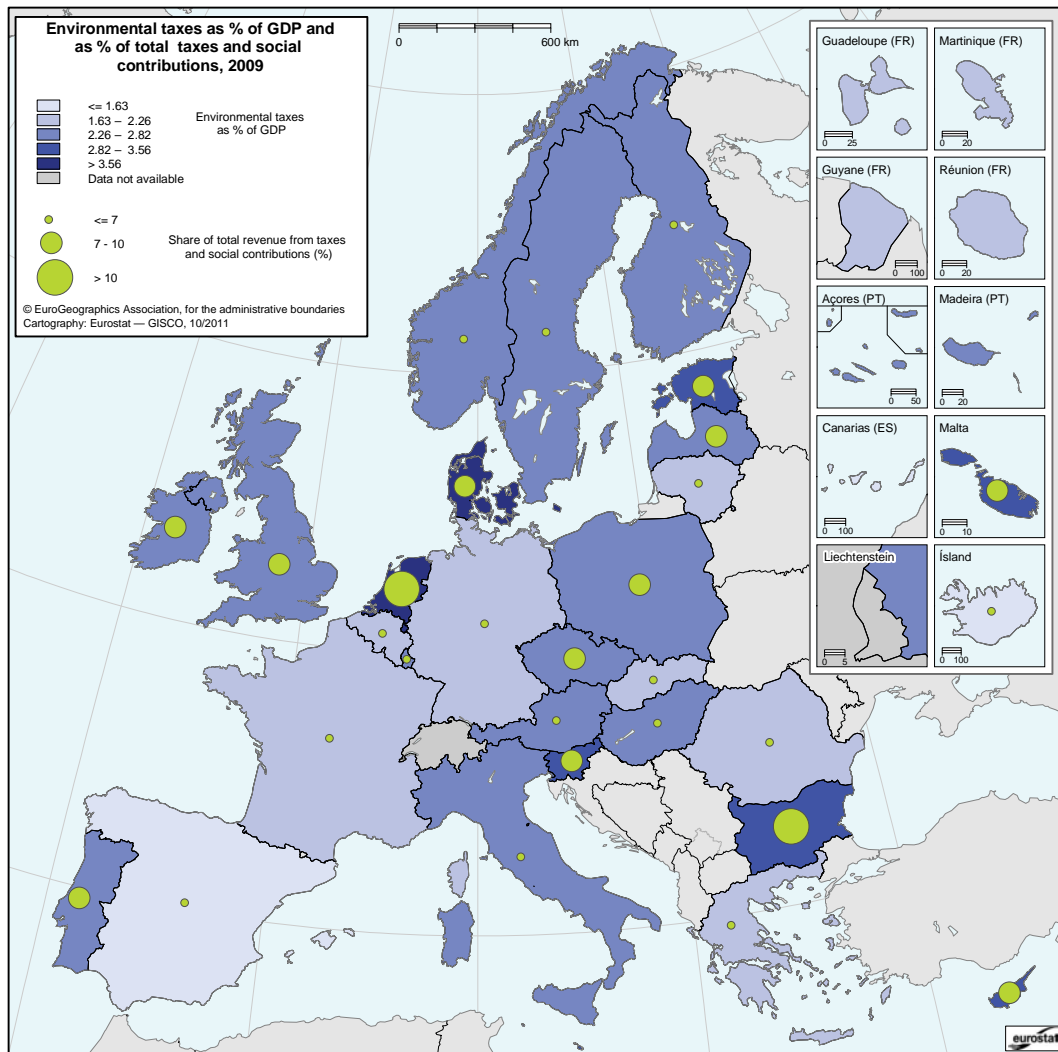 Environmental taxes as % of GDP and
as % of total taxes and social
contributions, 2009
<= 1.63
1.63 – 2.26
2.26 – 2.82
2.82 – 3.56
> 3.56
Data not available
Environmental taxes
as % of GDP
<= 7
7 - 10
> 10
Share of total revenue from taxes
and social contributions (%)
© EuroGeographics Association, for the administrative boundaries
Cartography: Eurostat — GISCO, 10/2011
0 600 km
Guadeloupe (FR)
0 25
Martinique (FR)
0 20
Guyane (FR)
0 100
Réunion (FR)
0 20
Açores (PT)
0 50
Madeira (PT)
0 20
Canarias (ES)
0 100
Malta
0 10
Liechtenstein
0 5
Ísland
0 100
eurostat